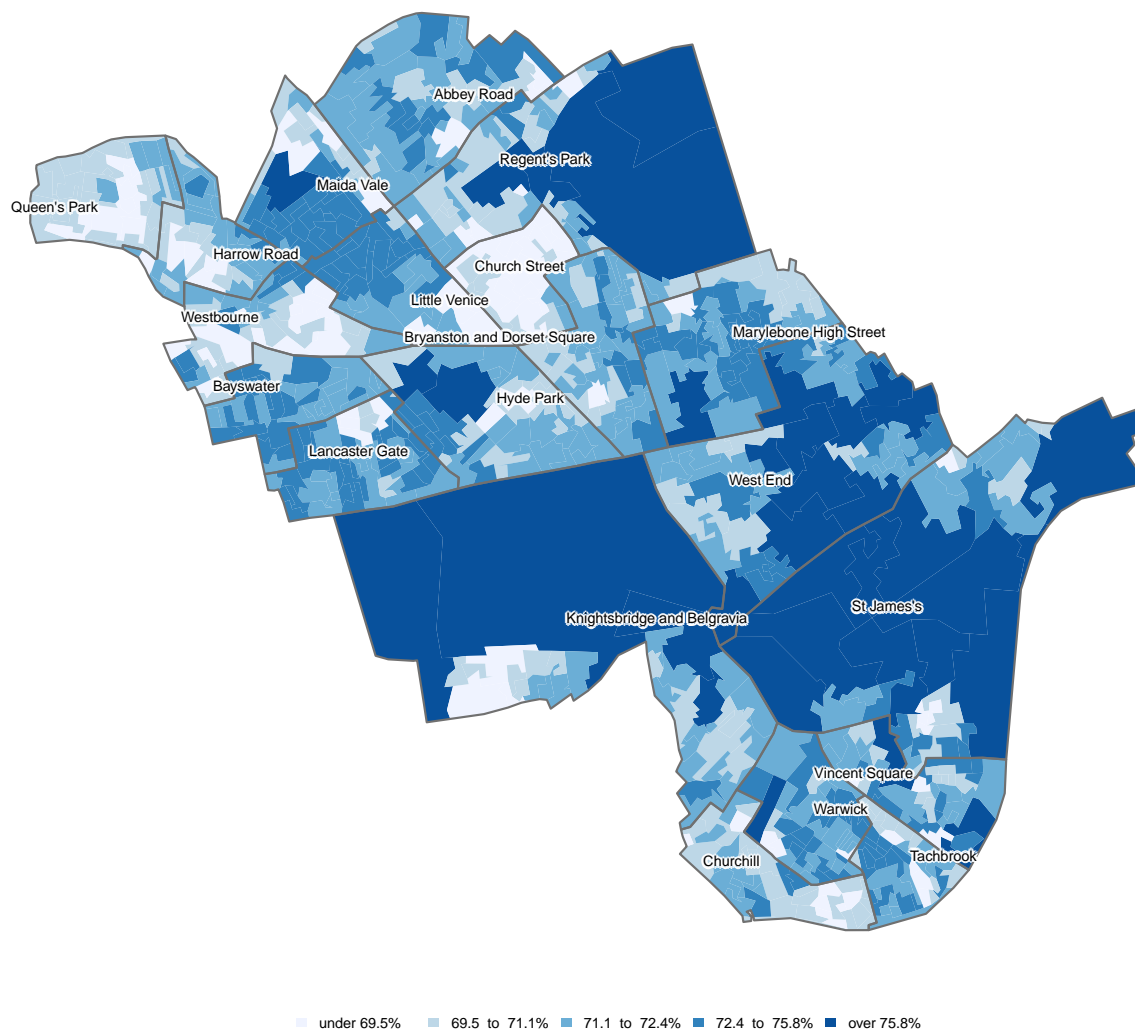 Abbey Road
Regent's Park
Maida Vale
Queen's Park
Harrow Road
Church Street
Little Venice
Westbourne
Marylebone High Street
Bryanston and Dorset Square
Bayswater
Hyde Park
Lancaster Gate
West End
St James's
Knightsbridge and Belgravia
Vincent Square
Warwick
Tachbrook
Churchill
under 69.5% 69.5 to 71.1% 71.1 to 72.4% 72.4 to 75.8% over 75.8%